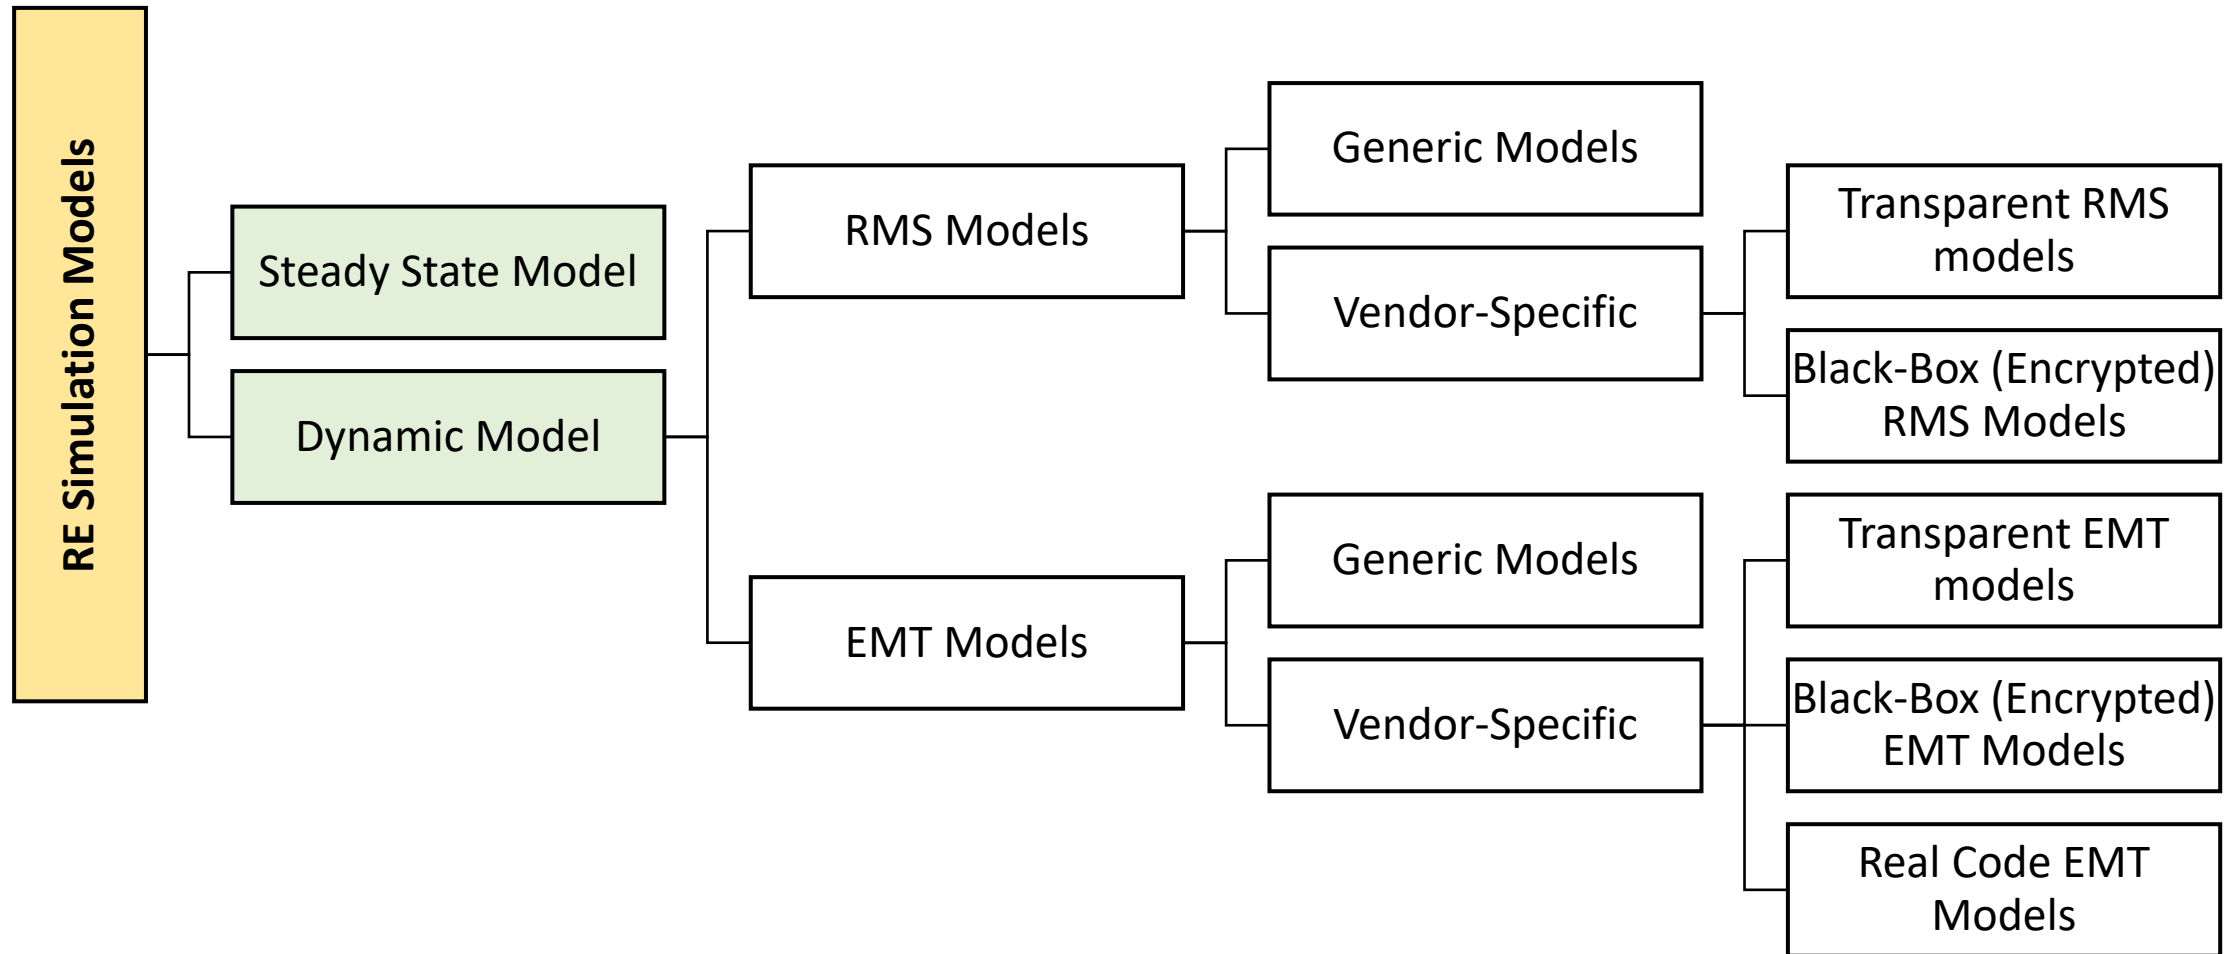 RE Simulation Models
Steady State Model
Dynamic Model
RMS Models
EMT Models
Generic Models
Vendor-Specific
Generic Models
Vendor-Specific
Transparent RMS
models
Black-Box (Encrypted)
RMS Models
Transparent EMT
models
Black-Box (Encrypted)
EMT Models
Real Code EMT
Models